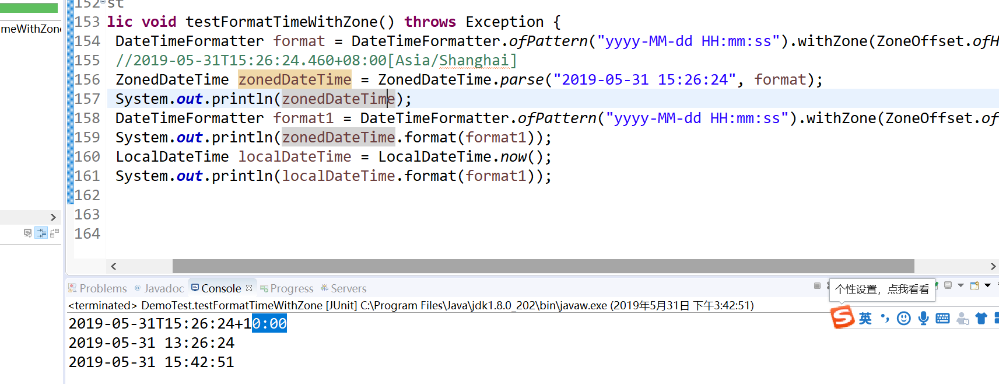 152 st
meWithZone
153 lic void testFormatTimeWithZone() throws Exception {
154 DateTimeFormatter format = DateTimeFormatter.ofPattern("yyyy-MM-dd HH:mm:ss").withZone(ZoneOffset.ofH
155 //2019-05-31T15:26:24.460+08:00[Asia/Shanghai]
156 ZonedDateTime zonedDateTime = ZonedDateTime.parse("2019-05-31 15:26:24", format);
157 System.out.println(zonedDateTime);
158 DateTimeFormatter format1 = DateTimeFormatter.ofPattern("yyyy-MM-dd HH:mm:ss").withZone(ZoneOffset.of
159 System.out.println(zonedDateTime.format(format1));
160 LocalDateTime localDateTime = LocalDateTime.now();
161 System.out.println(localDateTime.format(format1));
162
163
164
Problems @ Javadoc Console Progress Servers
个性设置，点我看看
<terminated> DemoTest.testFormatTimeWithZone [JUnit] C:\Program Files\Java\jdk1.8.0_202\bin\javaw.exe (2019年5月31日 下午3:42:51)
S 英
2019-05-31T15:26:24+10:00
2019-05-31 13:26:24
2019-05-31 15:42:51